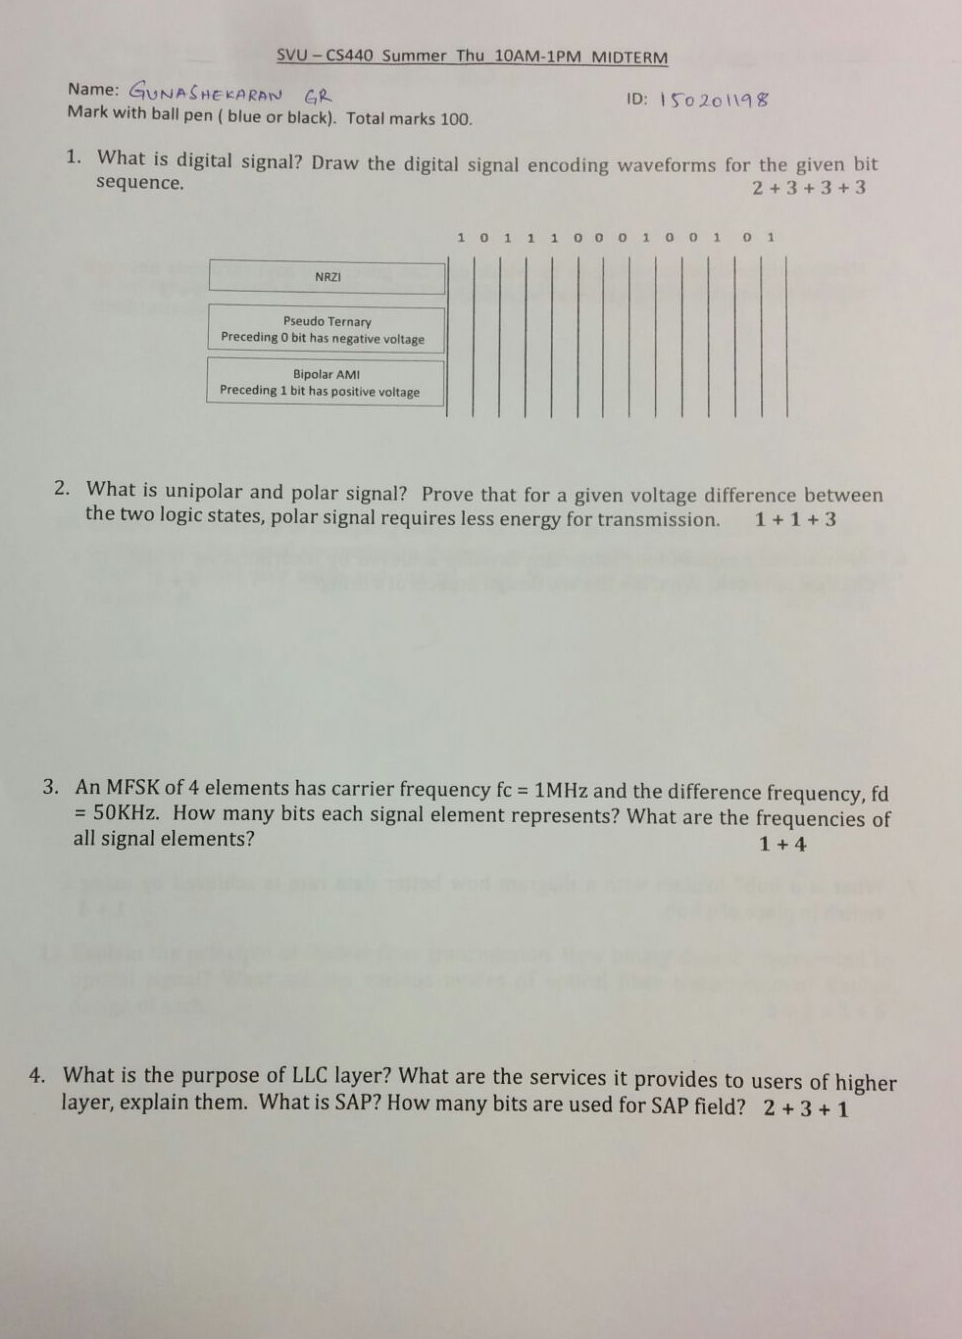 SVU – CS440 Summer Thu 10AM-1PM MIDTERM
Name: GUNASHEKARAN GR ID: 150201198
Mark with ball pen ( blue or black). Total marks 100.
1. What is digital signal? Draw the digital signal encoding waveforms for the given bit
sequence. 2 + 3 + 3 + 3
1 0 1 1 1 0 0 0 1 0 0 1 0 1
NRZI
Pseudo Ternary
Preceding 0 bit has negative voltage
Bipolar AMI
Preceding 1 bit has positive voltage
2. What is unipolar and polar signal? Prove that for a given voltage difference between
the two logic states, polar signal requires less energy for transmission. 1 + 1 + 3
3. An MFSK of 4 elements has carrier frequency fc = 1MHz and the difference frequency, fd
= 50KHz. How many bits each signal element represents? What are the frequencies of
all signal elements? 1 + 4
4. What is the purpose of LLC layer? What are the services it provides to users of higher
layer, explain them. What is SAP? How many bits are used for SAP field? 2 + 3 + 1